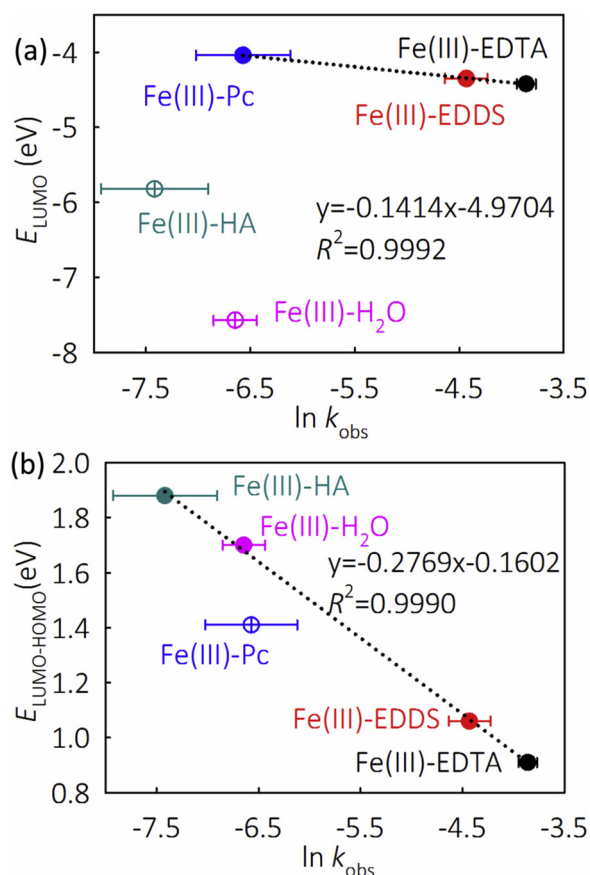 (a)
-4
-5
-6
-7
-8
E_LUMO (eV)
Fe(III)-EDTA
Fe(III)-Pc
Fe(III)-EDDS
Fe(III)-HA
y=-0.1414x-4.9704
R²=0.9992
Fe(III)-H₂O
-7.5 -6.5 -5.5 -4.5 -3.5
ln k_obs
(b)
2.0
1.8
1.6
1.4
1.2
1.0
0.8
E_LUMO-HOMO(eV)
Fe(III)-HA
Fe(III)-H₂O
y=-0.2769x-0.1602
R²=0.9990
Fe(III)-Pc
Fe(III)-EDDS
Fe(III)-EDTA
-7.5 -6.5 -5.5 -4.5 -3.5
ln k_obs